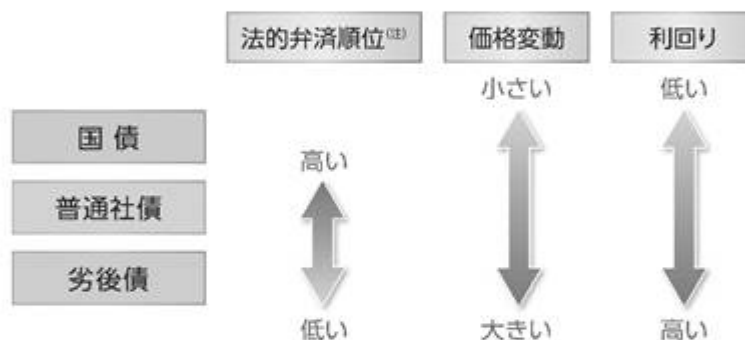 法的弁済順位(注)
価格変動
利回り
小さい
低い
国 債
高い
普通社債
劣後債
低い
大きい
高い